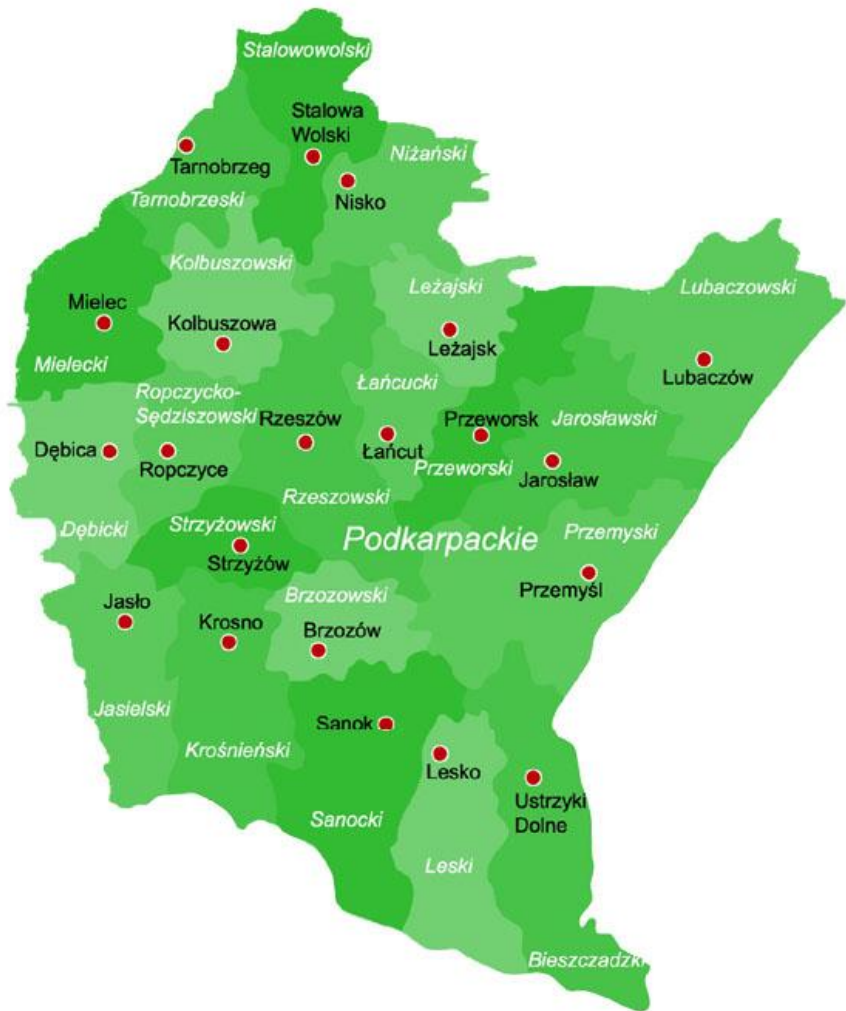 Stalowowolski
Stalowa
Wolski
Niżański
Tarnobrzeg
Nisko
Tarnobrzeski
Kolbuszowski
Leżajski
Lubaczowski
Mielec
Kolbuszowa
Leżajsk
Mielecki
Łańcucki
Lubaczów
Ropczycko-
Sędziszowski
Rzeszów
Przeworsk
Jarosławski
Dębica
Ropczyce
Łańcut
Przeworski
Jarosław
Rzeszowski
Dębicki
Strzyżowski
Strzyżów
Podkarpackie
Przemyski
Przemyśl
Jasło
Krosno
Brzozowski
Brzozów
Jasielski
Krośnieński
Sanok
Lesko
Ustrzyki
Dolne
Sanocki
Leski
Bieszczadzki